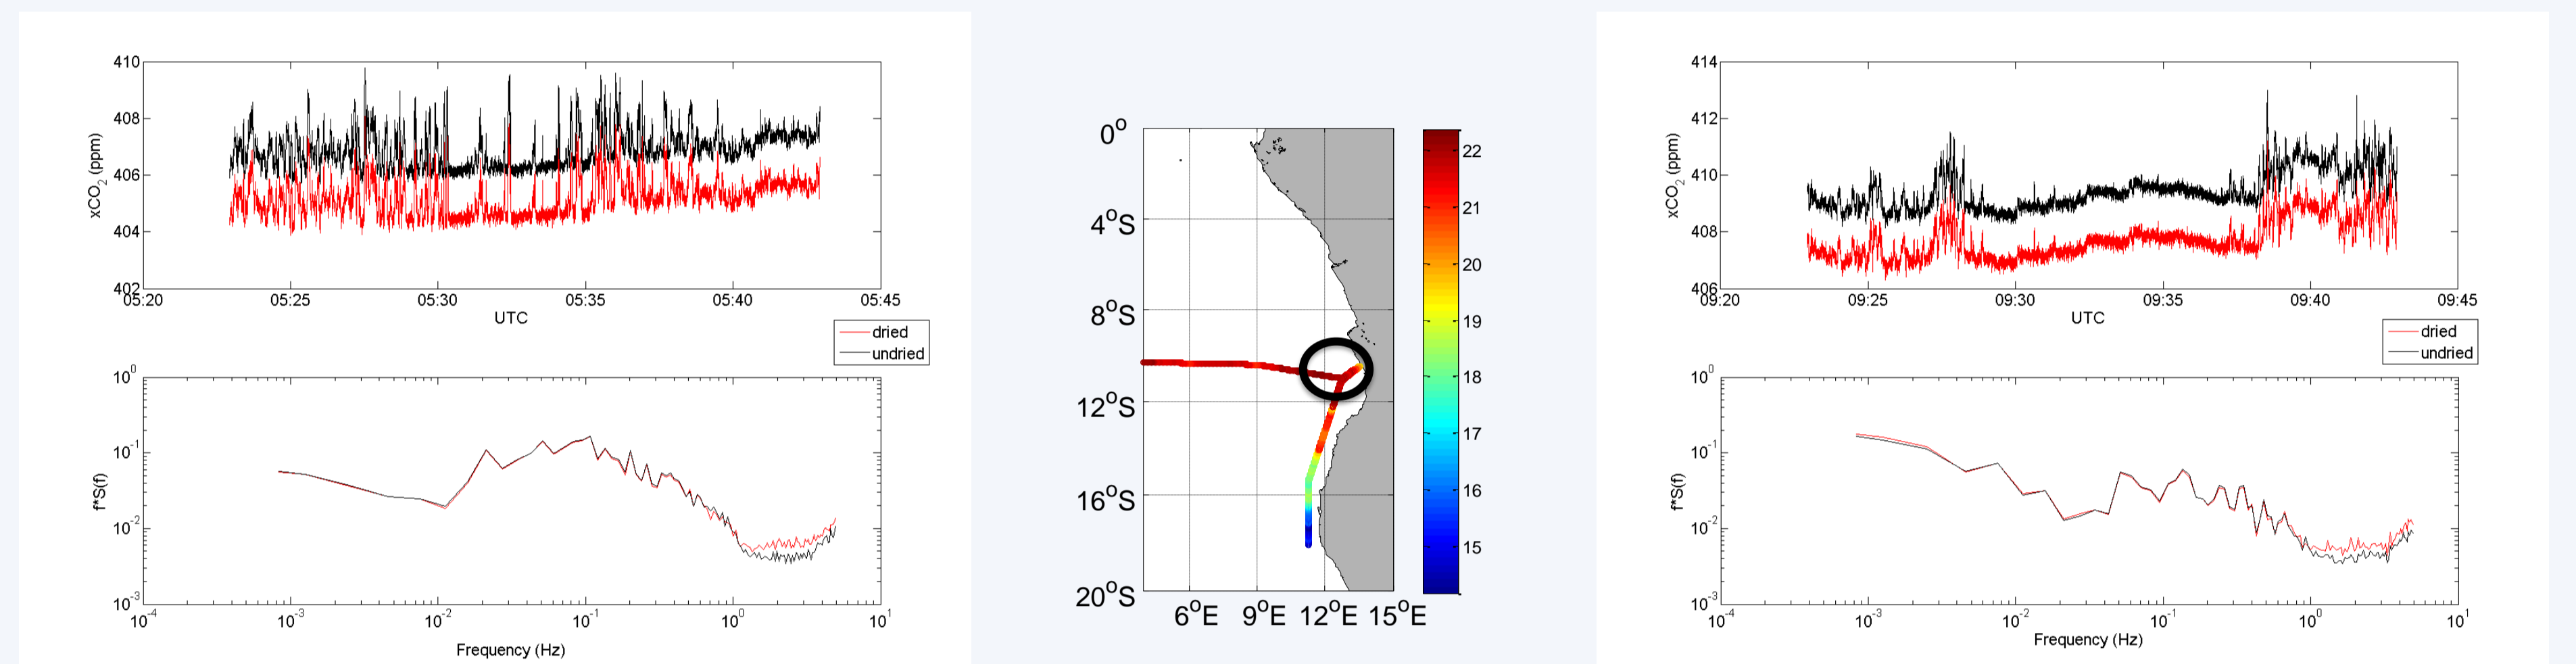 410
408
406
404
402
xCO2 (ppm)
05:20 05:25 05:30 05:35 05:40 05:45
UTC
dried
undried
10^0
10^-1
10^-2
10^-3
f*S(f)
10^-4 10^-3 10^-2 10^-1 10^0 10^1
Frequency (Hz)
0°
4°S
8°S
12°S
16°S
20°S
6°E 9°E 12°E 15°E
22
21
20
19
18
17
16
15
414
412
410
408
406
xCO2 (ppm)
09:20 09:25 09:30 09:35 09:40 09:45
UTC
dried
undried
10^0
10^-1
10^-2
10^-3
f*S(f)
10^-4 10^-3 10^-2 10^-1 10^0 10^1
Frequency (Hz)